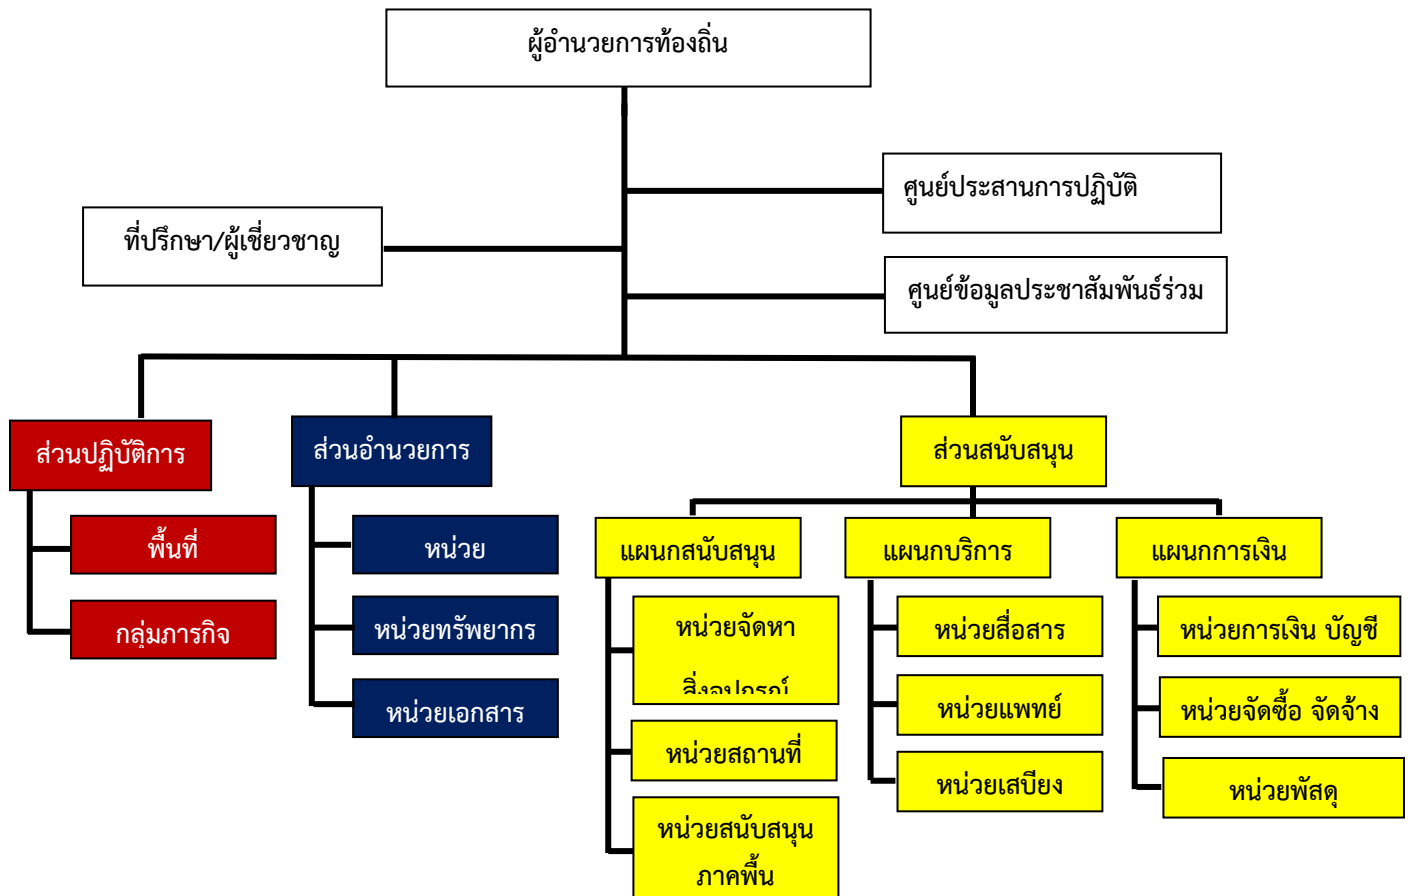 ผู้อำนวยการท้องถิ่น
ศูนย์ประสานการปฏิบัติ
ที่ปรึกษา/ผู้เชี่ยวชาญ
ศูนย์ข้อมูลประชาสัมพันธ์ร่วม
ส่วนปฏิบัติการ
ส่วนอำนวยการ
ส่วนสนับสนุน
พื้นที่
กลุ่มภารกิจ
หน่วย
หน่วยทรัพยากร
หน่วยเอกสาร
แผนกสนับสนุน
แผนกบริการ
แผนกการเงิน
หน่วยจัดหา
สิ่งอุปกรณ์
หน่วยสถานที่
หน่วยสนับสนุน
ภาคพื้น
หน่วยสื่อสาร
หน่วยแพทย์
หน่วยเสบียง
หน่วยการเงิน บัญชี
หน่วยจัดซื้อ จัดจ้าง
หน่วยพัสดุ